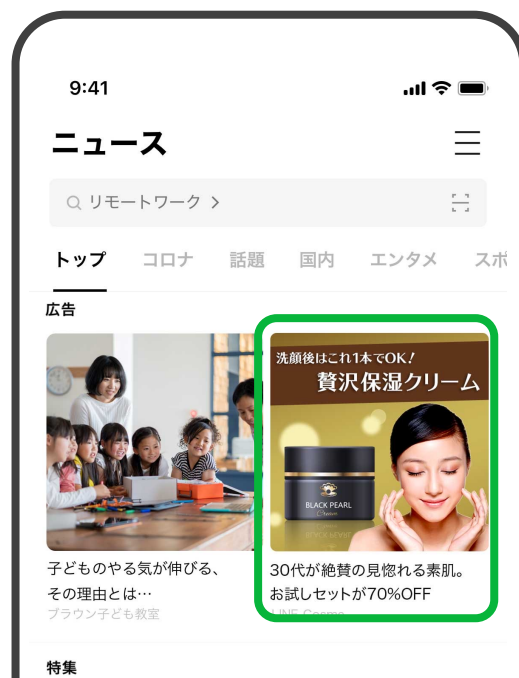 9:41
ニュース
リモートワーク >
トップ コロナ 話題 国内 エンタメ スポ
広告
洗顔後はこれ1本でOK!
贅沢保湿クリーム
BLACK PEARL
Cream
子どものやる気が伸びる、
その理由とは…
ブラウン子ども教室
30代が絶賛の見惚れる素肌。
お試しセットが70%OFF
LINE Cosme
特集